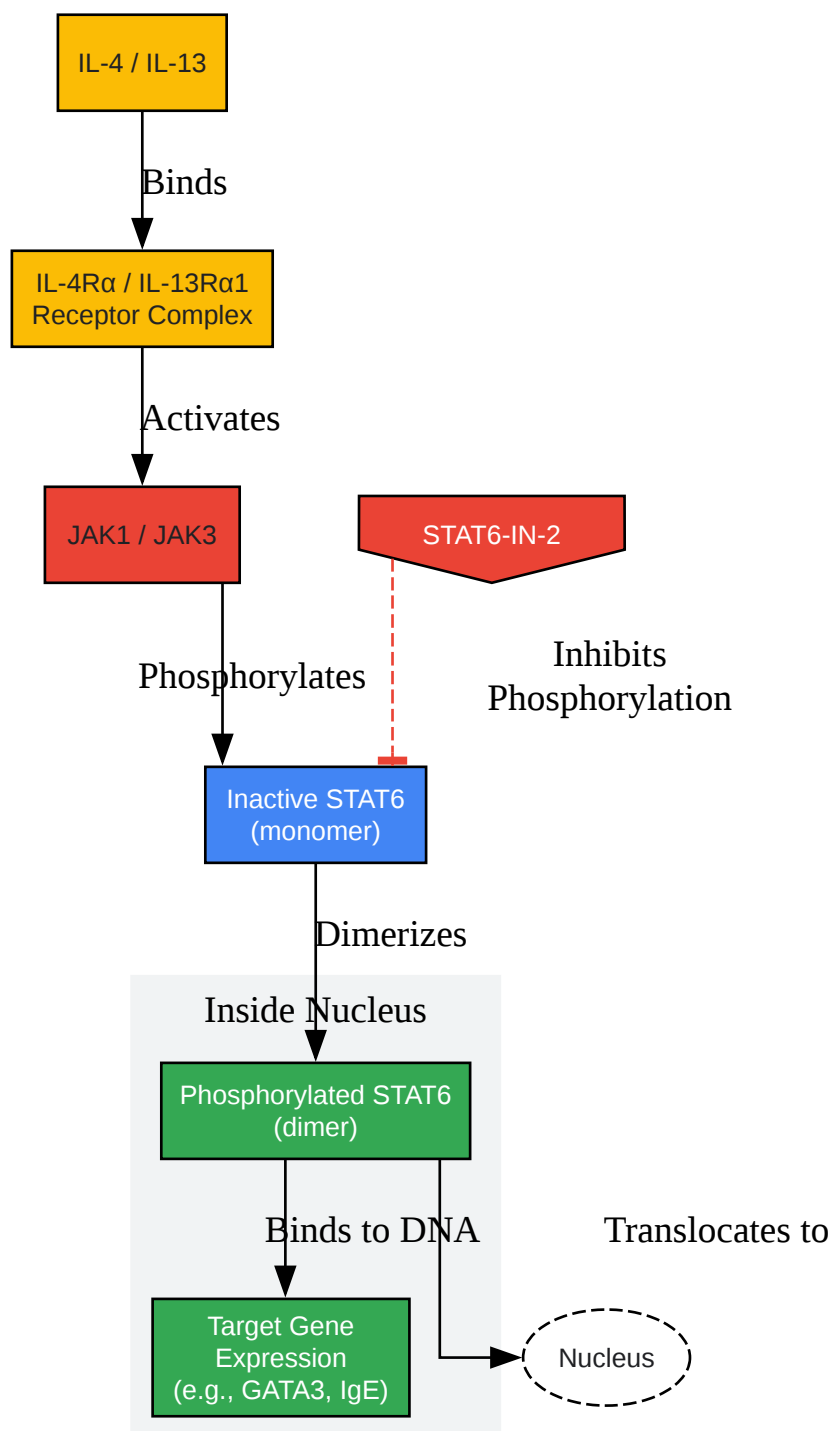 IL-4 / IL-13
Binds
IL-4Rα / IL-13Rα1
Receptor Complex
Activates
JAK1 / JAK3
STAT6-IN-2
Phosphorylates
Inhibits
Phosphorylation
Inactive STAT6
(monomer)
Dimerizes
Inside Nucleus
Phosphorylated STAT6
(dimer)
Binds to DNA
Translocates to
Target Gene
Expression
(e.g., GATA3, IgE)
Nucleus